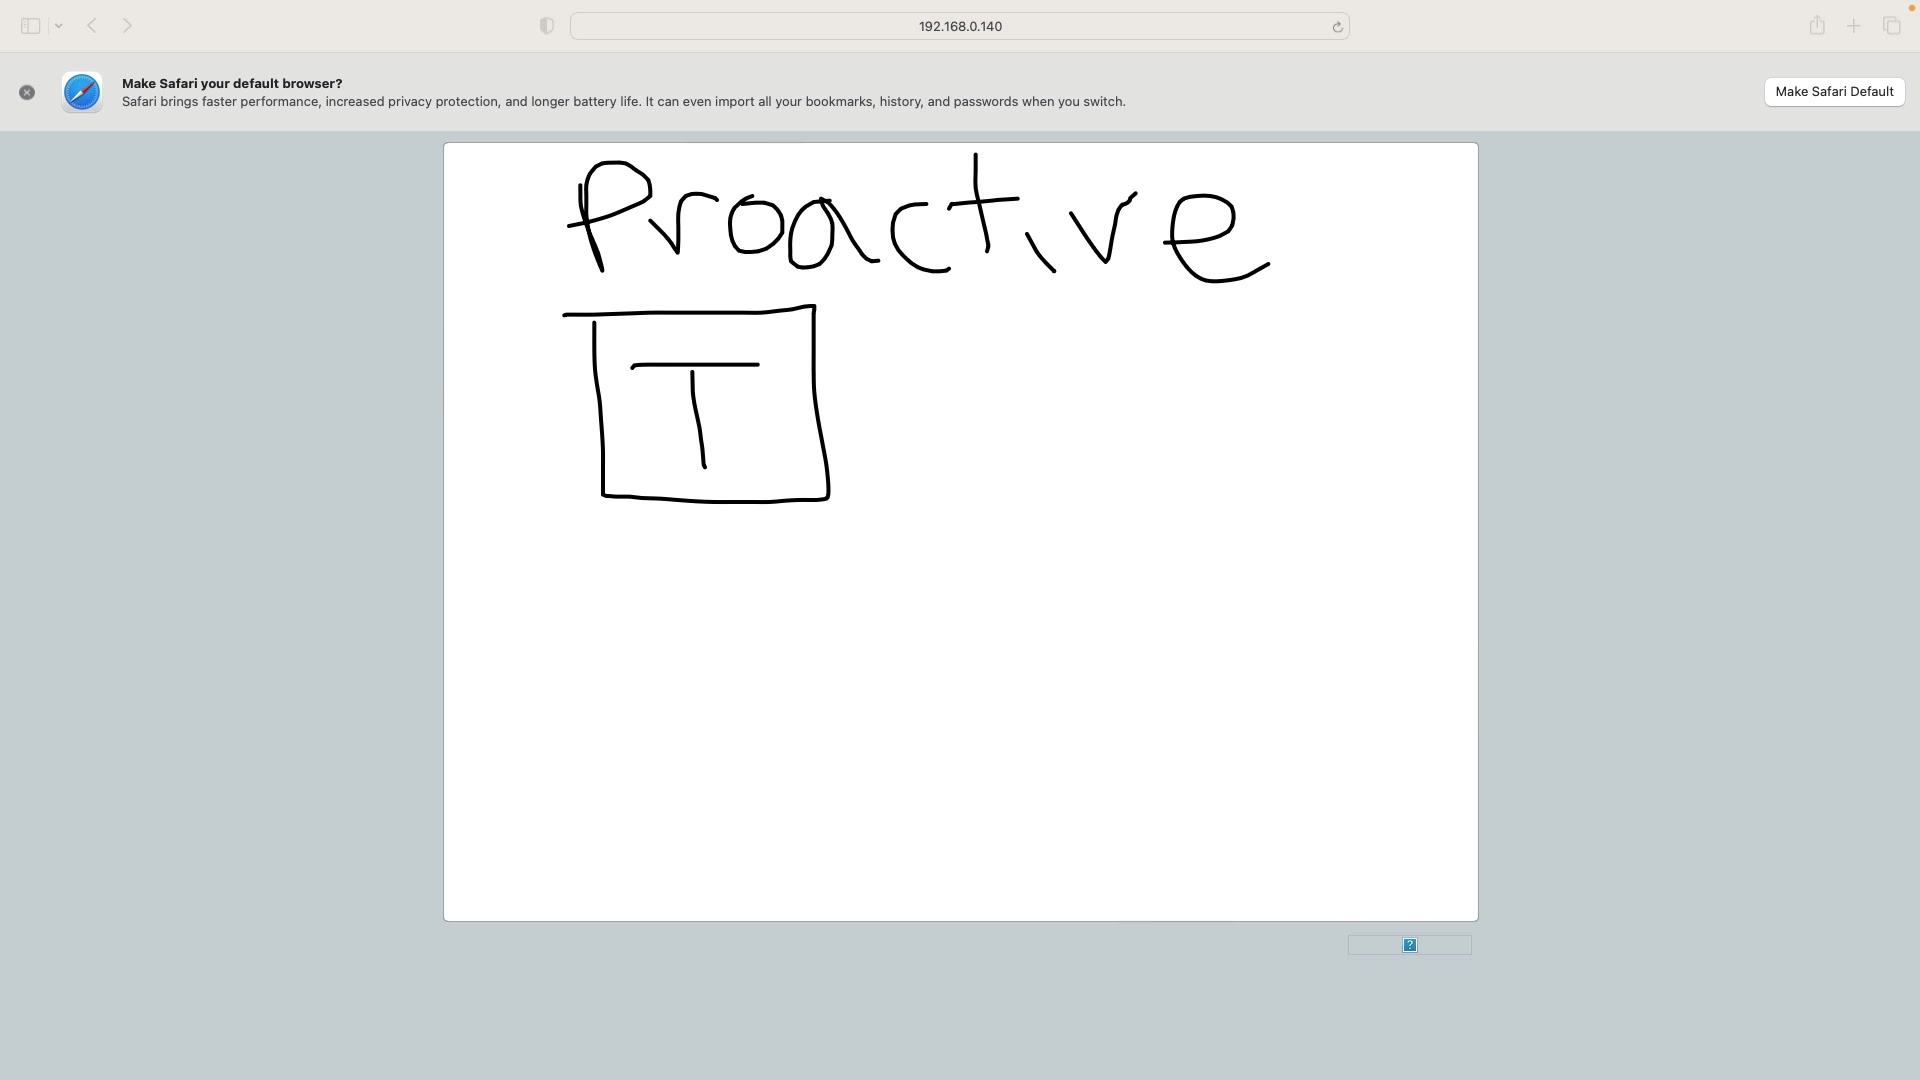 192.168.0.140
Make Safari your default browser?
Safari brings faster performance, increased privacy protection, and longer battery life. It can even import all your bookmarks, history, and passwords when you switch.
Make Safari Default
Proactive
T
?